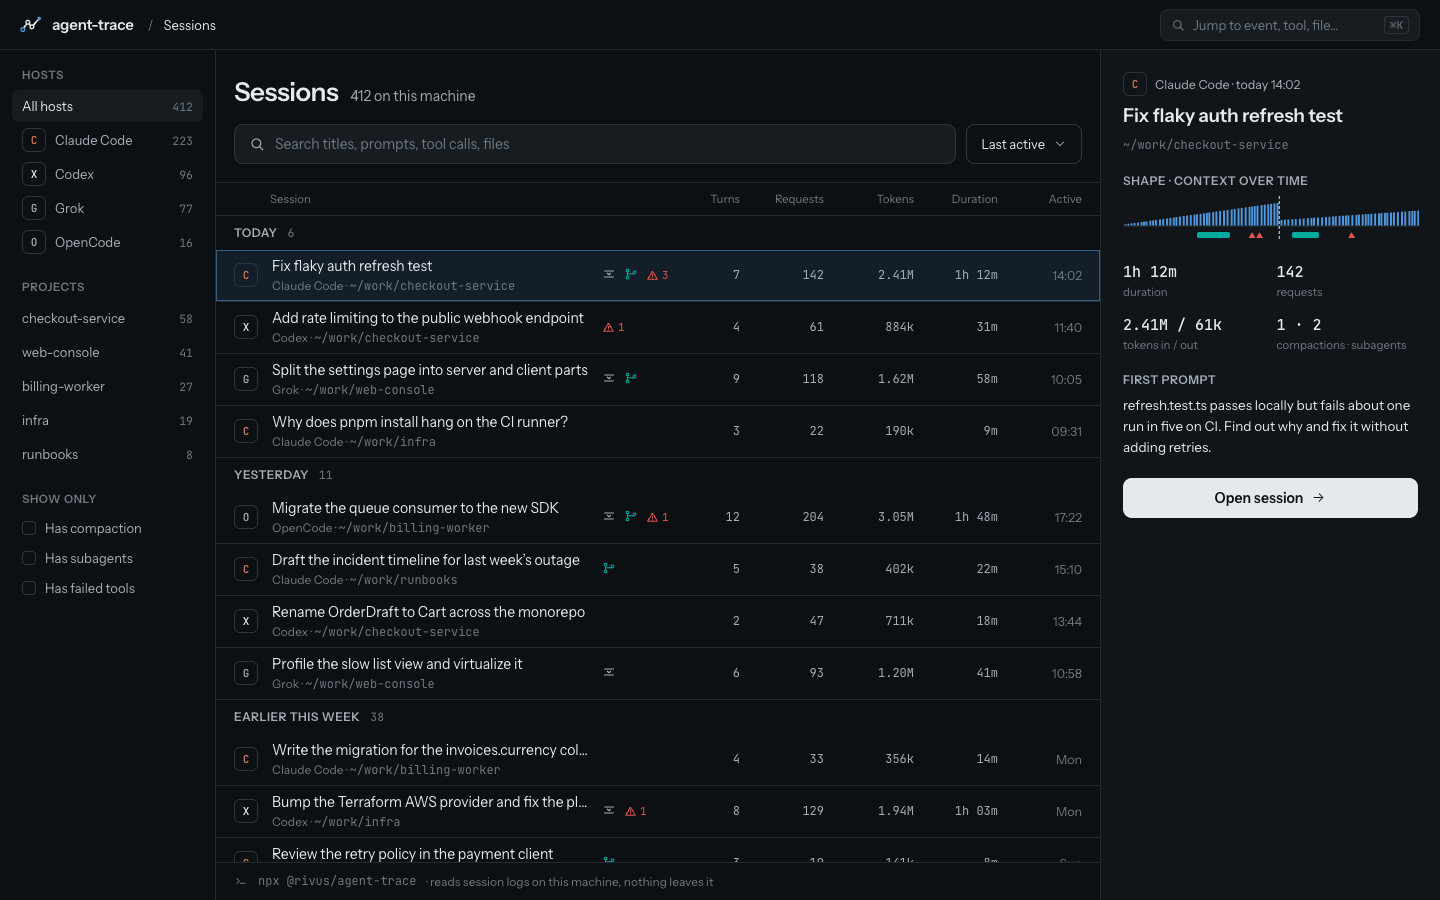 agent-trace / Sessions
Jump to event, tool, file... ⌘K
HOSTS
All hosts 412
C Claude Code 223
X Codex 96
G Grok 77
O OpenCode 16
PROJECTS
checkout-service 58
web-console 41
billing-worker 27
infra 19
runbooks 8
SHOW ONLY
Has compaction
Has subagents
Has failed tools
Sessions 412 on this machine
Search titles, prompts, tool calls, files
Last active
Session Turns Requests Tokens Duration Active
TODAY 6
C Fix flaky auth refresh test 3 7 142 2.41M 1h 12m 14:02
Claude Code · ~/work/checkout-service
X Add rate limiting to the public webhook endpoint 1 4 61 884k 31m 11:40
Codex · ~/work/checkout-service
G Split the settings page into server and client parts 9 118 1.62M 58m 10:05
Grok · ~/work/web-console
C Why does pnpm install hang on the CI runner? 3 22 190k 9m 09:31
Claude Code · ~/work/infra
YESTERDAY 11
O Migrate the queue consumer to the new SDK 1 12 204 3.05M 1h 48m 17:22
OpenCode · ~/work/billing-worker
C Draft the incident timeline for last week's outage 5 38 402k 22m 15:10
Claude Code · ~/work/runbooks
X Rename OrderDraft to Cart across the monorepo 2 47 711k 18m 13:44
Codex · ~/work/checkout-service
G Profile the slow list view and virtualize it 6 93 1.20M 41m 10:58
Grok · ~/work/web-console
EARLIER THIS WEEK 38
C Write the migration for the invoices.currency col... 4 33 356k 14m Mon
Claude Code · ~/work/billing-worker
X Bump the Terraform AWS provider and fix the pl... 1 8 129 1.94M 1h 03m Mon
Codex · ~/work/infra
Review the retry policy in the payment client
npx @rivus/agent-trace · reads session logs on this machine, nothing leaves it
C Claude Code · today 14:02
Fix flaky auth refresh test
~/work/checkout-service
SHAPE · CONTEXT OVER TIME
1h 12m 142
duration requests
2.41M / 61k 1 · 2
tokens in / out compactions · subagents
FIRST PROMPT
refresh.test.ts passes locally but fails about one
run in five on CI. Find out why and fix it without
adding retries.
Open session →